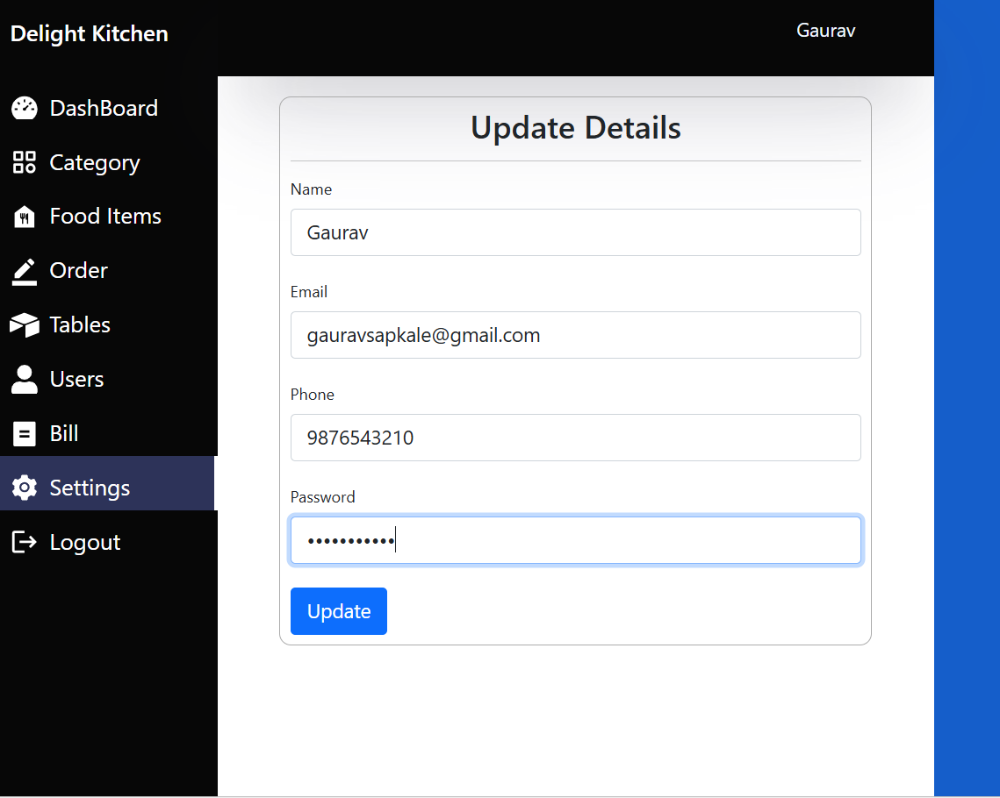 Delight Kitchen
Gaurav
DashBoard
Category
Food Items
Order
Tables
Users
Bill
Settings
Logout
Update Details
Name
Gaurav
Email
gauravsapkale@gmail.com
Phone
9876543210
Password
•••••••••••
Update